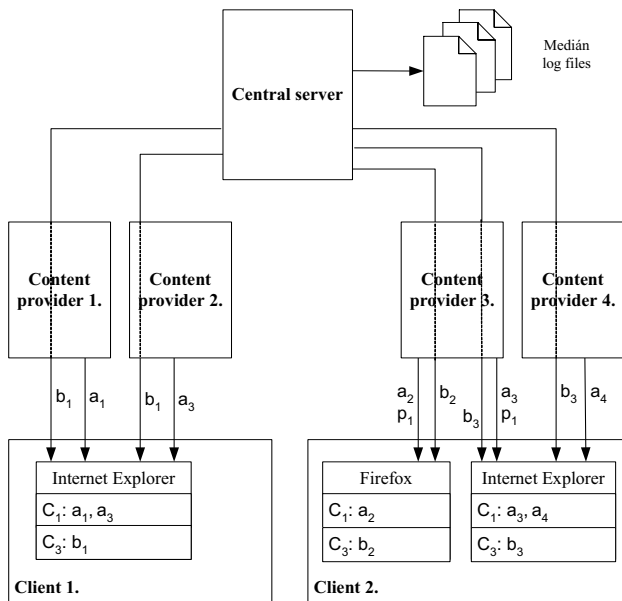 Medián
log files
Central server
Content
provider 1.
Content
provider 2.
Content
provider 3.
Content
provider 4.
b₁
a₁
b₁
a₃
a₂
p₁
b₂
b₃
a₃
p₁
b₃
a₄
Internet Explorer
C₁: a₁, a₃
C₃: b₁
Client 1.
Firefox
C₁: a₂
C₃: b₂
Internet Explorer
C₁: a₃, a₄
C₃: b₃
Client 2.